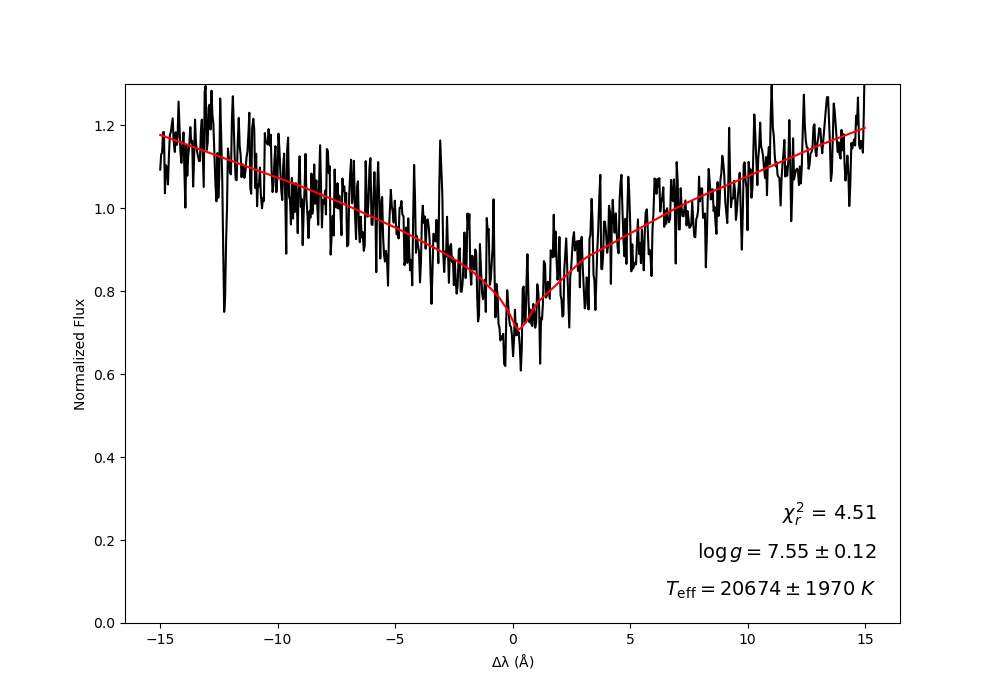 1.2
1.0
0.8
0.6
0.4
0.2
0.0
Normalized Flux
χ²ᵣ = 4.51
log g = 7.55 ± 0.12
T_eff = 20674 ± 1970 K
−15 −10 −5 0 5 10 15
Δλ (Å)